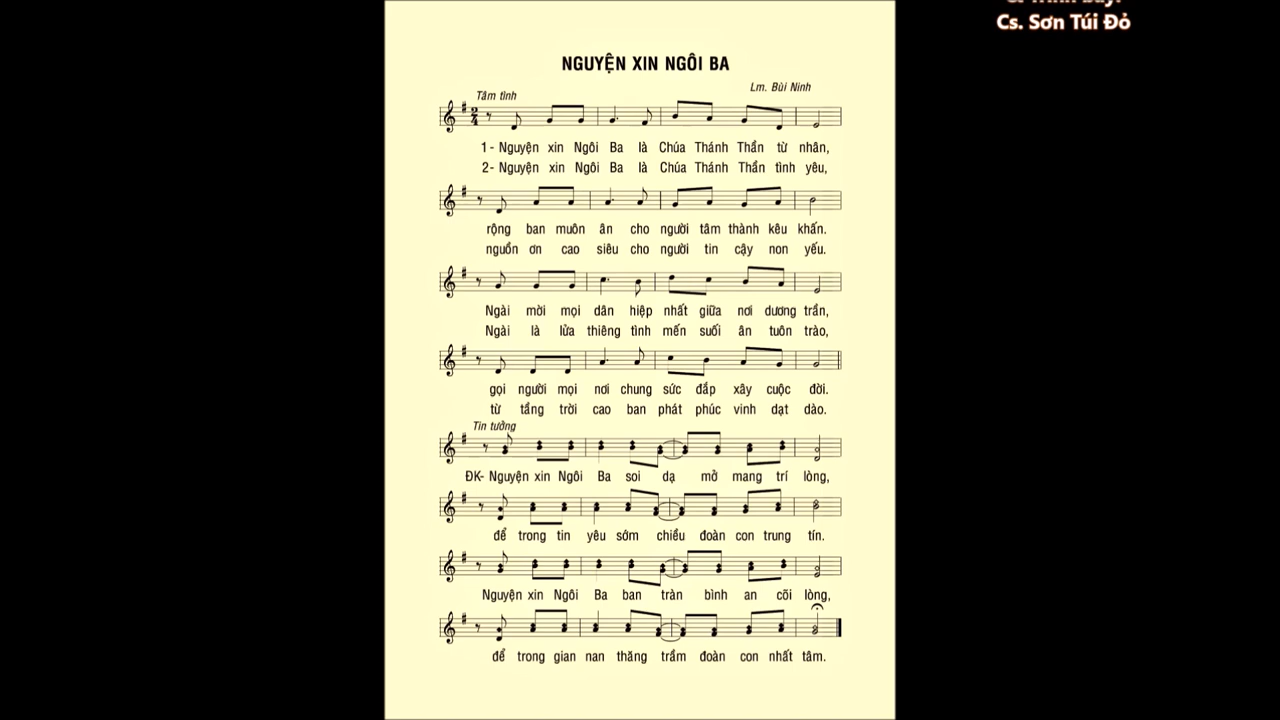 & Trình bày:
Cs. Sơn Túi Đỏ
NGUYỆN XIN NGÔI BA
Lm. Bùi Ninh
Tâm tình
2
4
1- Nguyện xin Ngôi Ba là Chúa Thánh Thần từ nhân,
2- Nguyện xin Ngôi Ba là Chúa Thánh Thần tình yêu,
rộng ban muôn ân cho người tâm thành kêu khấn.
nguồn ơn cao siêu cho người tin cậy non yếu.
Ngài mời mọi dân hiệp nhất giữa nơi dương trần,
Ngài là lửa thiêng tình mến suối ân tuôn trào,
gọi người mọi nơi chung sức đắp xây cuộc đời.
từ tầng trời cao ban phát phúc vinh dạt dào.
Tin tưởng
ĐK- Nguyện xin Ngôi Ba soi dạ mở mang trí lòng,
để trong tin yêu sớm chiều đoàn con trung tín.
Nguyện xin Ngôi Ba ban tràn bình an cõi lòng,
để trong gian nan thăng trầm đoàn con nhất tâm.